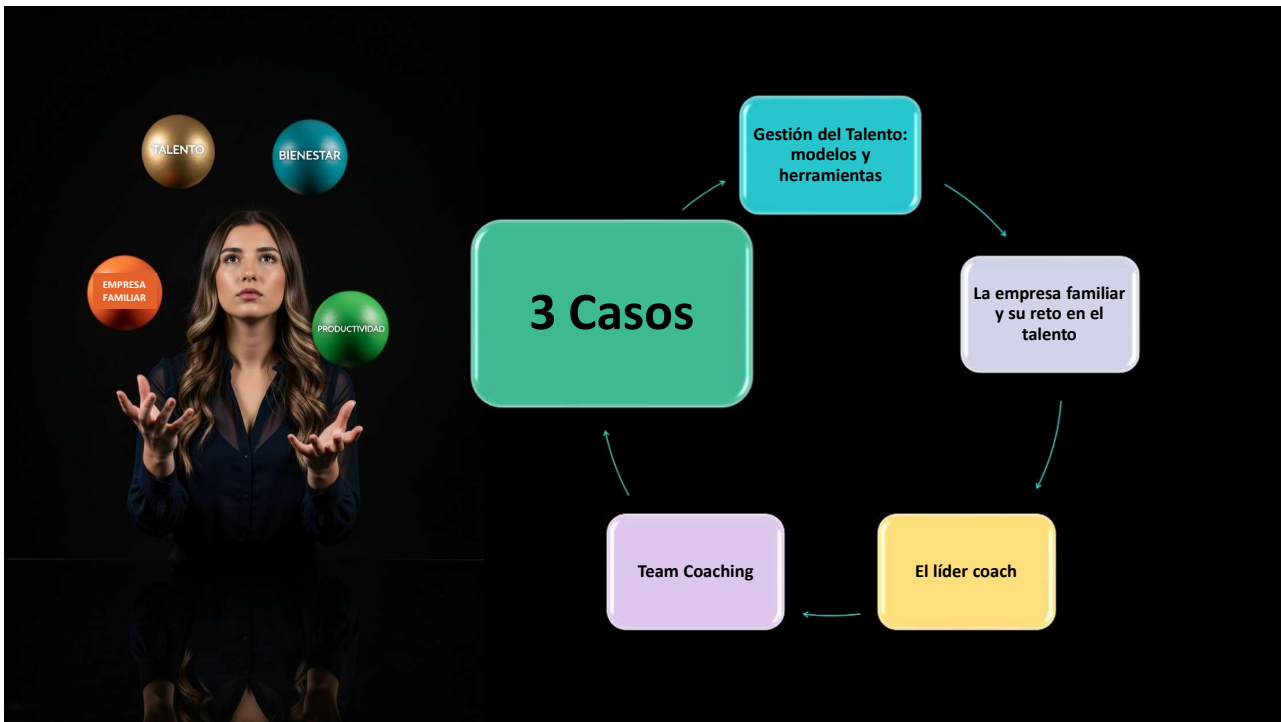 TALENTO
BIENESTAR
EMPRESA
FAMILIAR
PRODUCTIVIDAD
Gestión del Talento:
modelos y
herramientas
La empresa familiar
y su reto en el
talento
El líder coach
Team Coaching
3 Casos